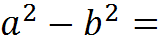 a² − b² =